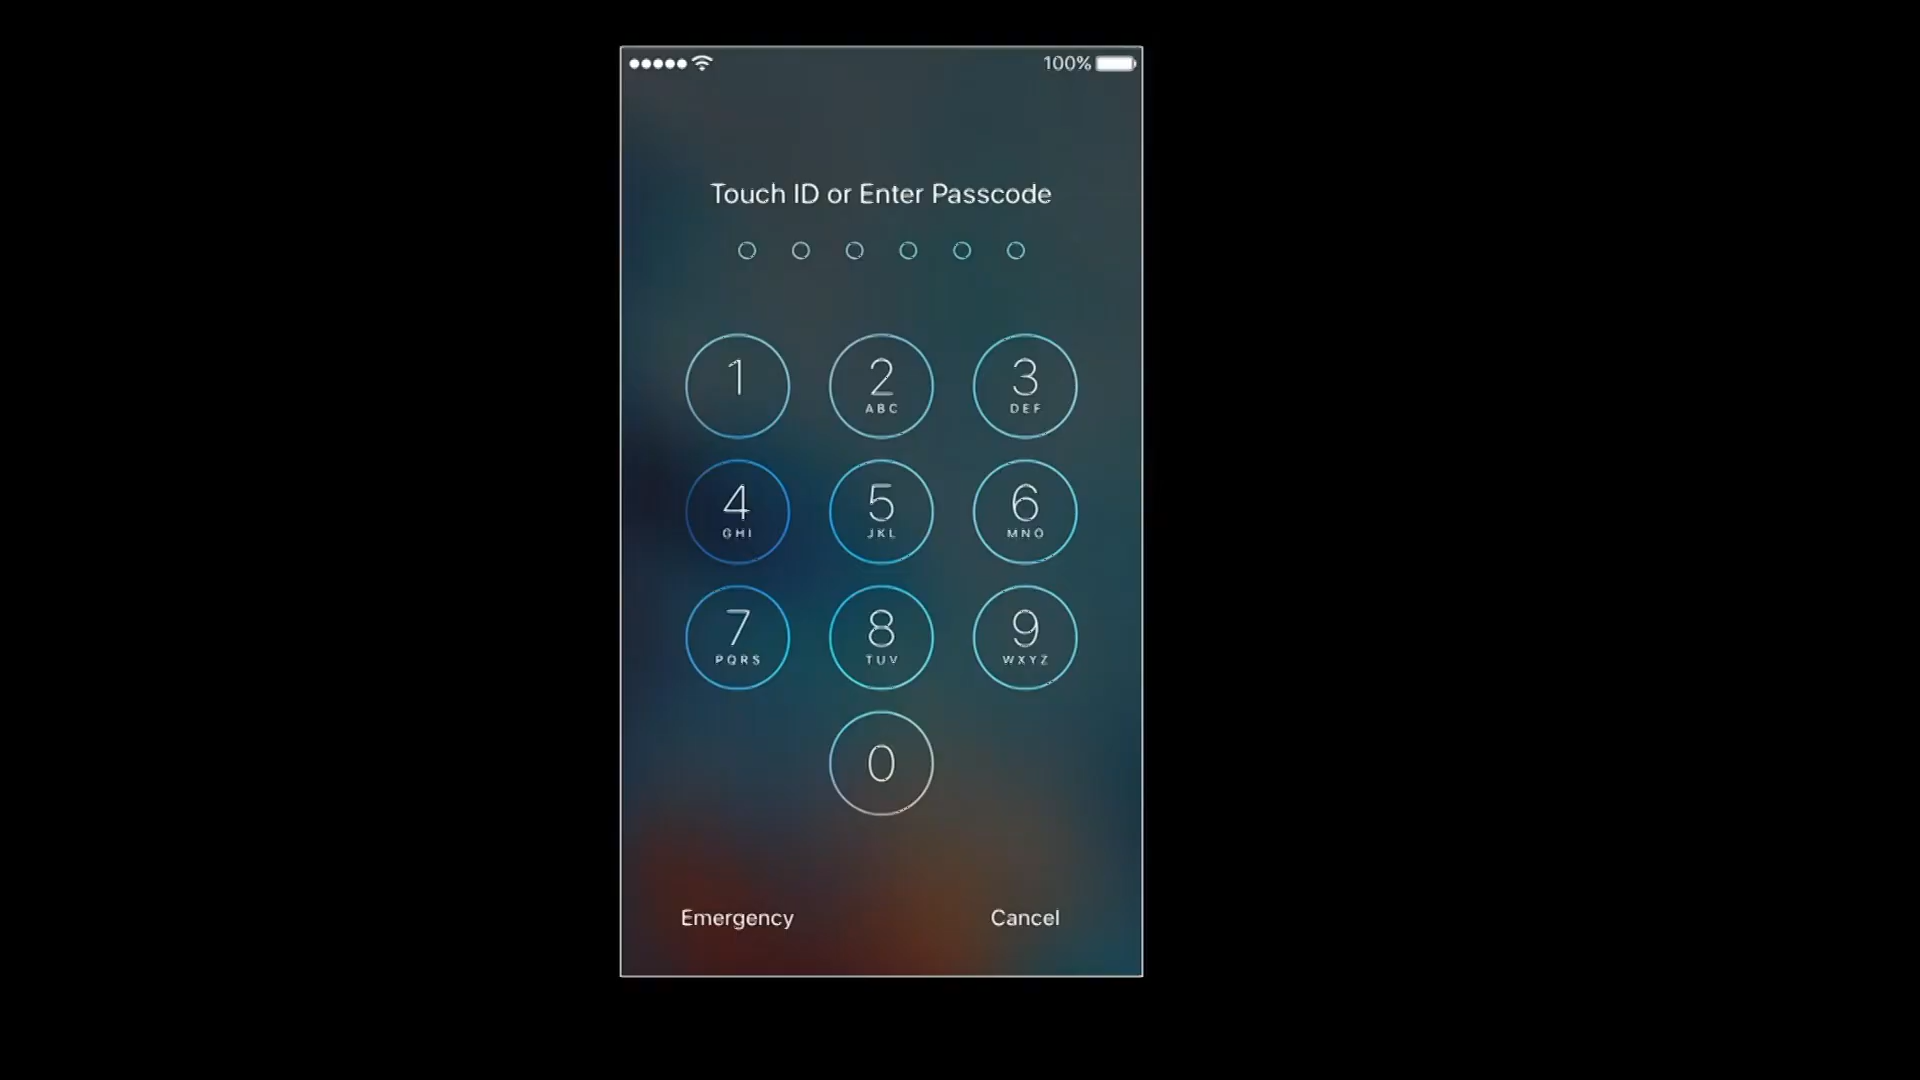 100%
Touch ID or Enter Passcode
1 2 3
ABC DEF
4 5 6
GHI JKL MNO
7 8 9
PQRS TUV WXYZ
0
Emergency Cancel